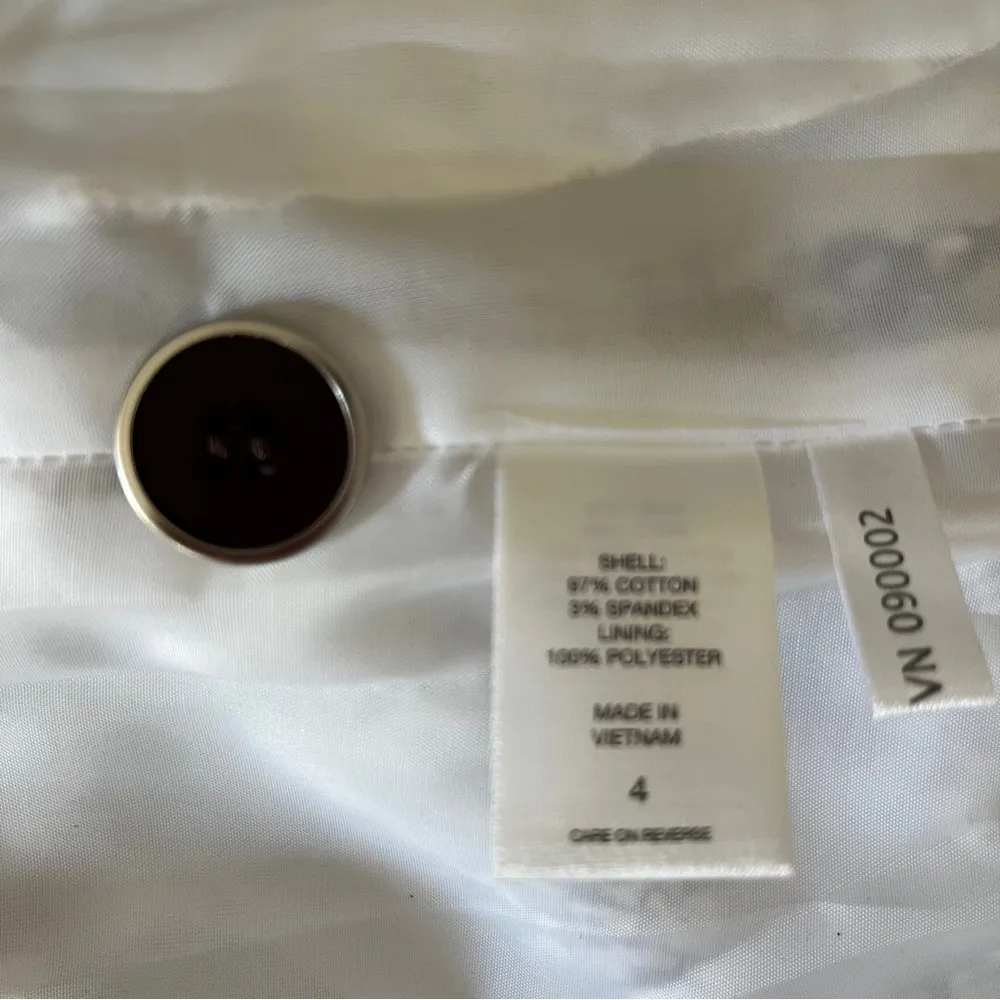 SHELL:
97% COTTON
3% SPANDEX
LINING:
100% POLYESTER
MADE IN
VIETNAM
4
CARE ON REVERSE
VN 090002